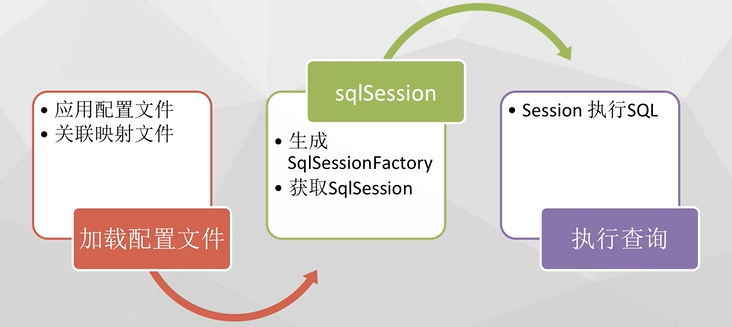 • 应用配置文件
• 关联映射文件
加载配置文件
sqlSession
• 生成
SqlSessionFactory
• 获取SqlSession
• Session 执行SQL
执行查询